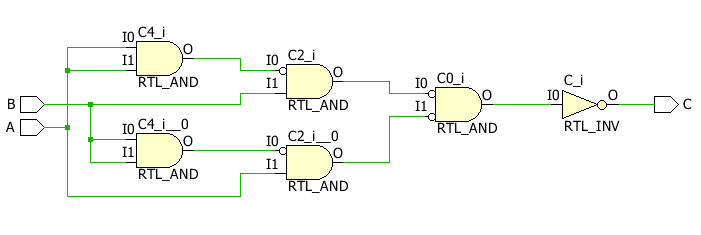 C4_i
I0
O
I1
RTL_AND
C2_i
I0
O
I1
RTL_AND
C0_i
I0
O
I1
RTL_AND
C_i
I0
O
RTL_INV
C
B
A
C4_i__0
I0
O
I1
RTL_AND
C2_i__0
I0
O
I1
RTL_AND